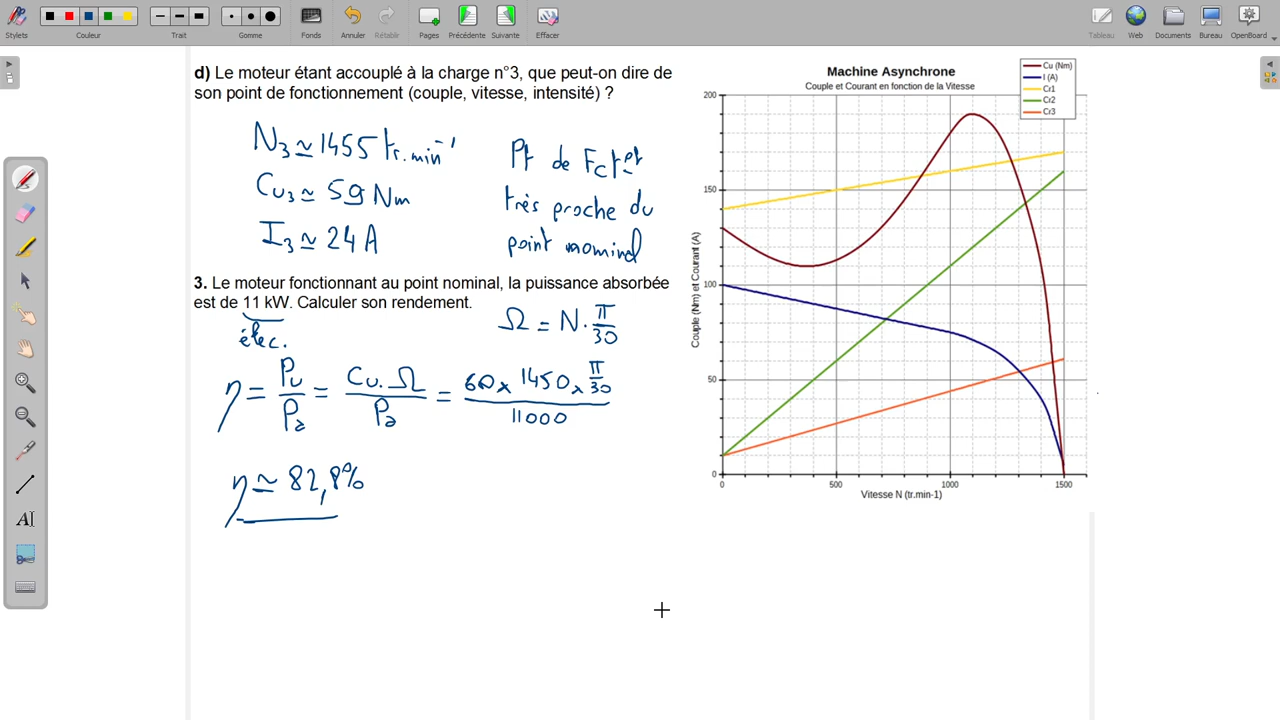 Stylets
Couleur
Trait
Gomme
Fonds
Annuler
Rétablir
Pages
Précédente
Suivante
Effacer
Tableau
Web
Documents
Bureau
OpenBoard
d) Le moteur étant accouplé à la charge n°3, que peut-on dire de
son point de fonctionnement (couple, vitesse, intensité) ?
N₃ ≃ 1455 tr.min⁻¹
Cu₃ ≃ 59 Nm
I₃ ≃ 24 A
Pt de Fct et
très proche du
point nominal
3. Le moteur fonctionnant au point nominal, la puissance absorbée
est de 11 kW. Calculer son rendement.
élec.
Ω = N · π/30
η = Pu/Pa = Cu. Ω/Pa = 60 x 1450 x π/30 / 11000
η ≃ 82,8%
Machine Asynchrone
Couple et Courant en fonction de la Vitesse
Cu (Nm)
I (A)
Cr1
Cr2
Cr3
Couple (Nm) et Courant (A)
200
150
100
50
0
0 500 1000 1500
Vitesse N (tr.min-1)
AI